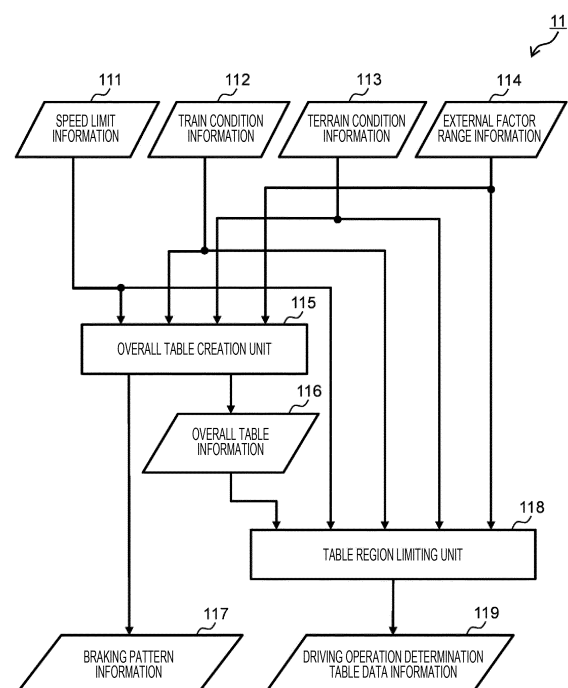 11
111
112
113
114
SPEED LIMIT
INFORMATION
TRAIN CONDITION
INFORMATION
TERRAIN CONDITION
INFORMATION
EXTERNAL FACTOR
RANGE INFORMATION
115
OVERALL TABLE CREATION UNIT
116
OVERALL TABLE
INFORMATION
118
TABLE REGION LIMITING UNIT
117
BRAKING PATTERN
INFORMATION
119
DRIVING OPERATION DETERMINATION
TABLE DATA INFORMATION